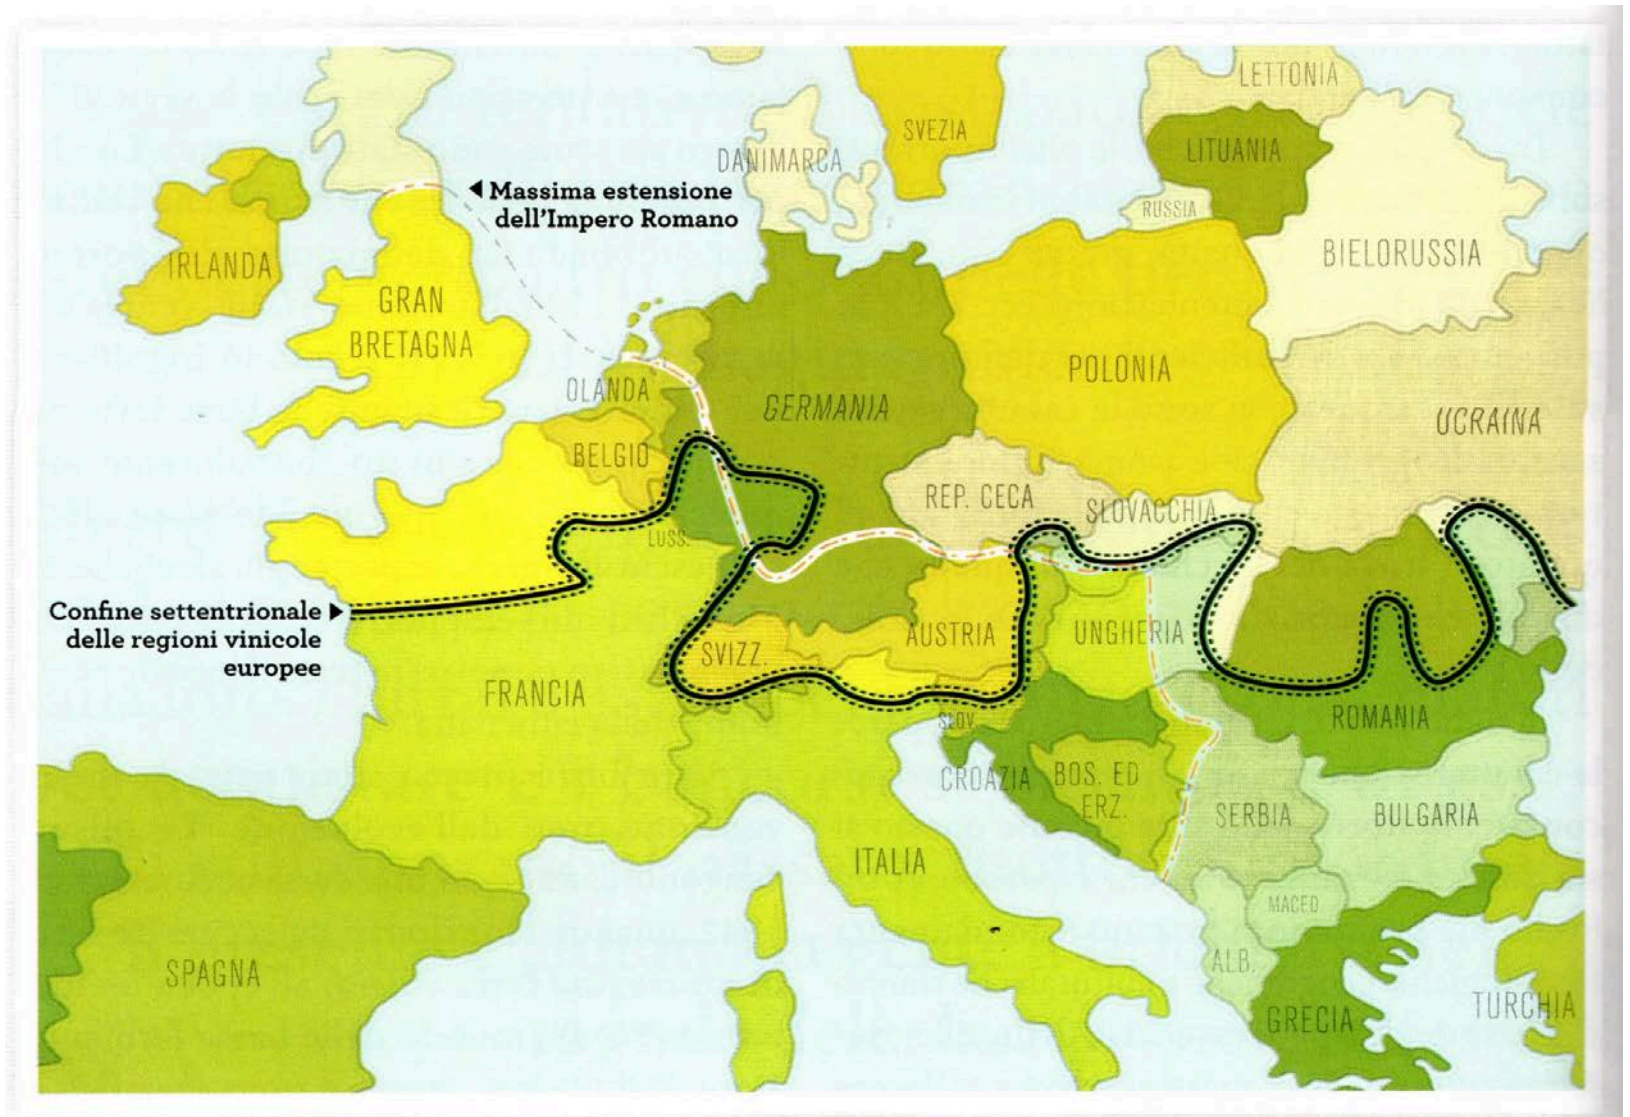 LETTONIA
SVEZIA
LITUANIA
DANIMARCA
◀ Massima estensione
dell'Impero Romano
RUSSIA
BIELORUSSIA
IRLANDA
GRAN
BRETAGNA
POLONIA
OLANDA
GERMANIA
UCRAINA
BELGIO
REP. CECA
SLOVACCHIA
LUSS.
Confine settentrionale ▶
delle regioni vinicole
europee
SVIZZ.
AUSTRIA
UNGHERIA
FRANCIA
SLOV.
ROMANIA
CROAZIA
BOS. ED
ERZ.
SERBIA
BULGARIA
ITALIA
MACED
SPAGNA
ALB.
GRECIA
TURCHIA